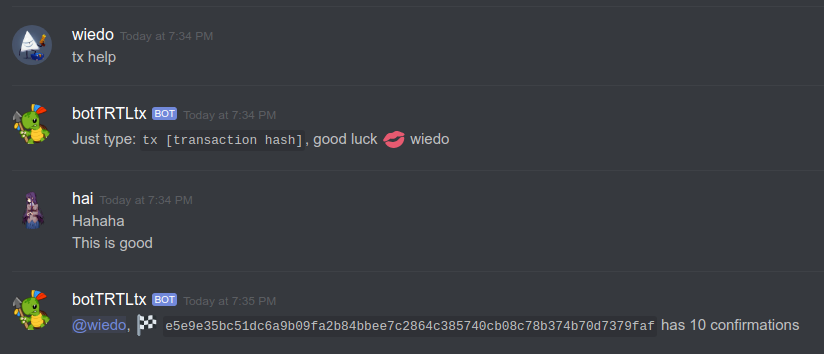 wiedo Today at 7:34 PM
tx help
botTRTLtx BOT Today at 7:34 PM
Just type: tx [transaction hash], good luck 💋 wiedo
hai Today at 7:34 PM
Hahaha
This is good
botTRTLtx BOT Today at 7:35 PM
@wiedo, 🏁 e5e9e35bc51dc6a9b09fa2b84bbee7c2864c385740cb08c78b374b70d7379faf has 10 confirmations